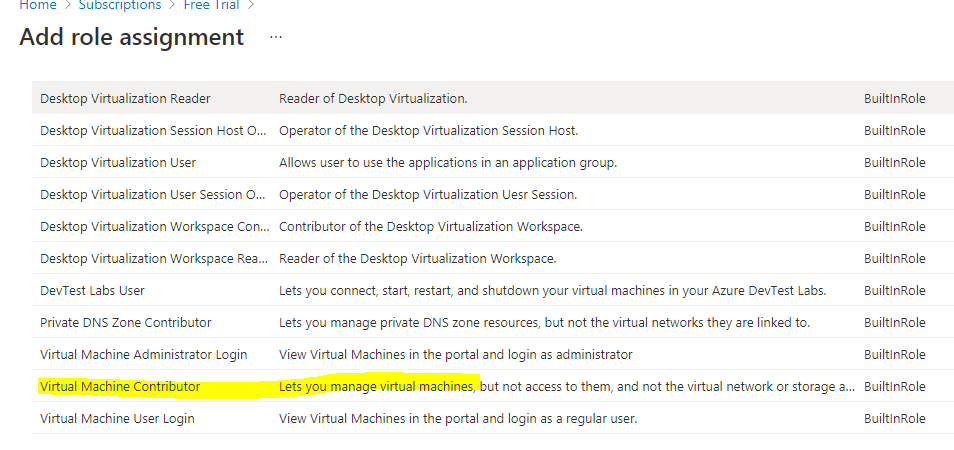 Home > Subscriptions > Free Trial >
Add role assignment ...
Desktop Virtualization Reader Reader of Desktop Virtualization. BuiltInRole
Desktop Virtualization Session Host O... Operator of the Desktop Virtualization Session Host. BuiltInRole
Desktop Virtualization User Allows user to use the applications in an application group. BuiltInRole
Desktop Virtualization User Session O... Operator of the Desktop Virtualization Uesr Session. BuiltInRole
Desktop Virtualization Workspace Con... Contributor of the Desktop Virtualization Workspace. BuiltInRole
Desktop Virtualization Workspace Rea... Reader of the Desktop Virtualization Workspace. BuiltInRole
DevTest Labs User Lets you connect, start, restart, and shutdown your virtual machines in your Azure DevTest Labs. BuiltInRole
Private DNS Zone Contributor Lets you manage private DNS zone resources, but not the virtual networks they are linked to. BuiltInRole
Virtual Machine Administrator Login View Virtual Machines in the portal and login as administrator BuiltInRole
Virtual Machine Contributor Lets you manage virtual machines, but not access to them, and not the virtual network or storage a... BuiltInRole
Virtual Machine User Login View Virtual Machines in the portal and login as a regular user. BuiltInRole